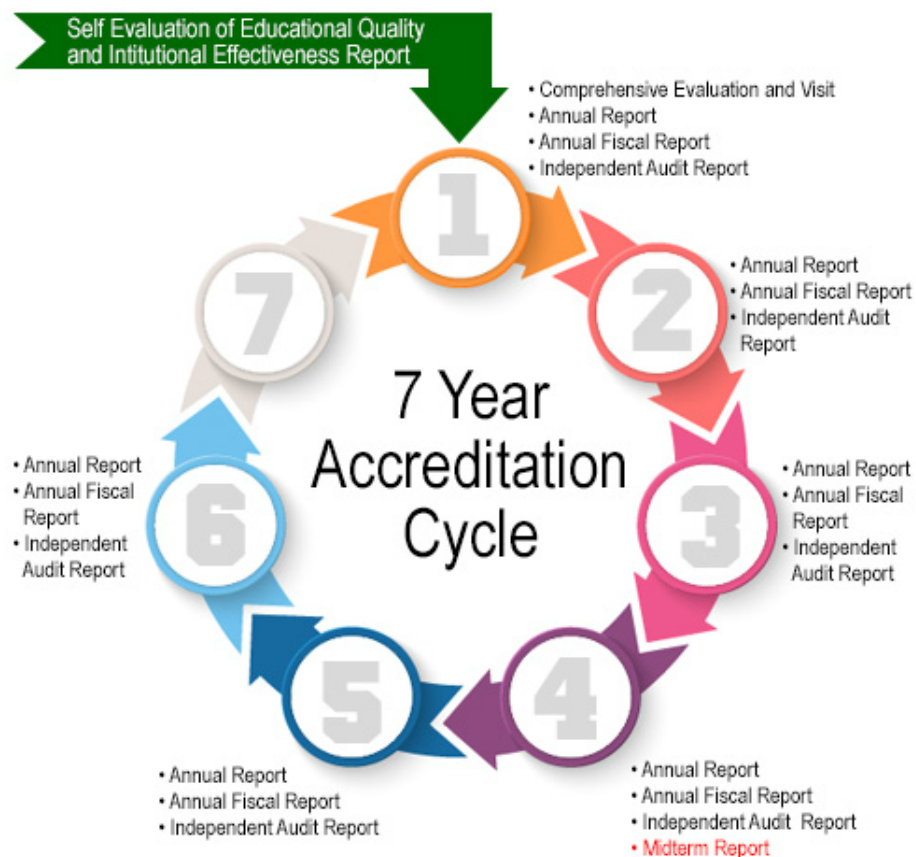 Self Evaluation of Educational Quality
and Intitutional Effectiveness Report
• Comprehensive Evaluation and Visit
• Annual Report
• Annual Fiscal Report
• Independent Audit Report
1
2
• Annual Report
• Annual Fiscal Report
• Independent Audit
Report
7
7 Year
Accreditation
Cycle
3
• Annual Report
• Annual Fiscal
Report
• Independent
Audit Report
6
• Annual Report
• Annual Fiscal
Report
• Independent
Audit Report
5
• Annual Report
• Annual Fiscal Report
• Independent Audit Report
4
• Annual Report
• Annual Fiscal Report
• Independent Audit Report
• Midterm Report